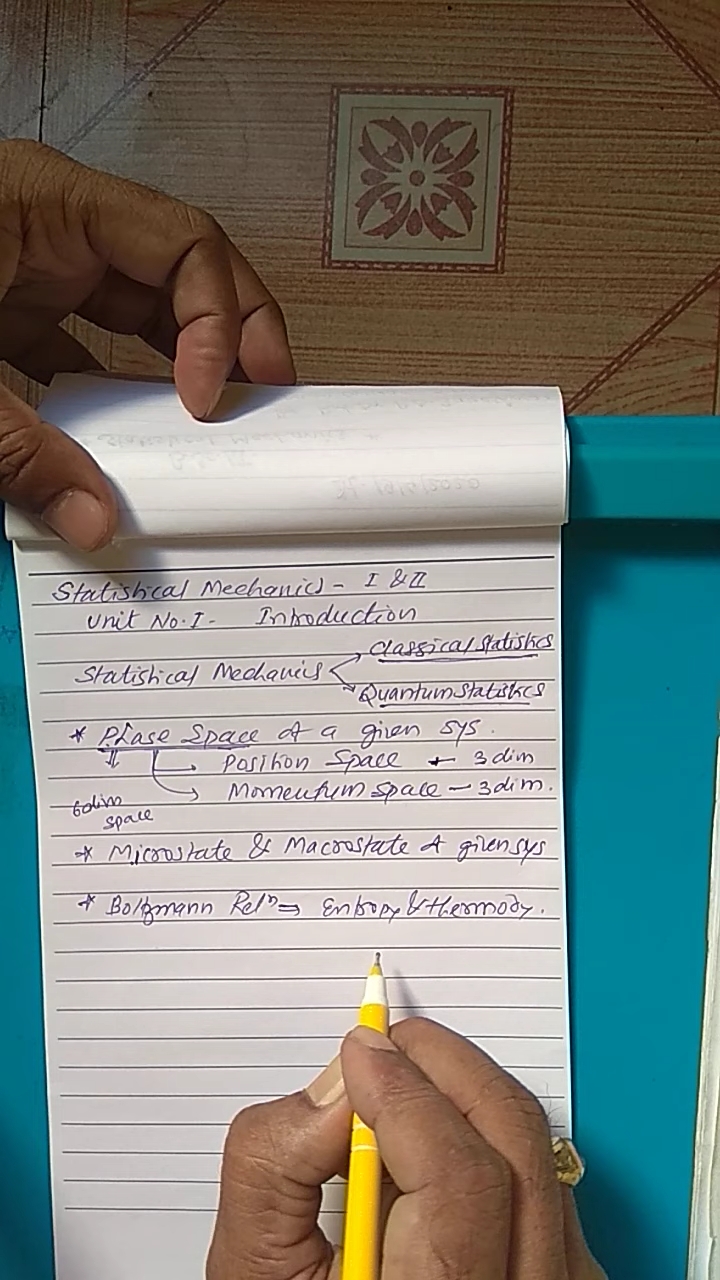 Statistical Mechanics - I & II
Unit No. I - Introduction
Classical Statistics
Statistical Mechanics
Quantum Statistics
* Phase Space of a given sys.
Position Space - 3 dim
Momentum space - 3 dim.
6 dim
space
* Microstate & Macrostate of given sys
* Boltzmann Relⁿ ⇒ Entropy & thermody.